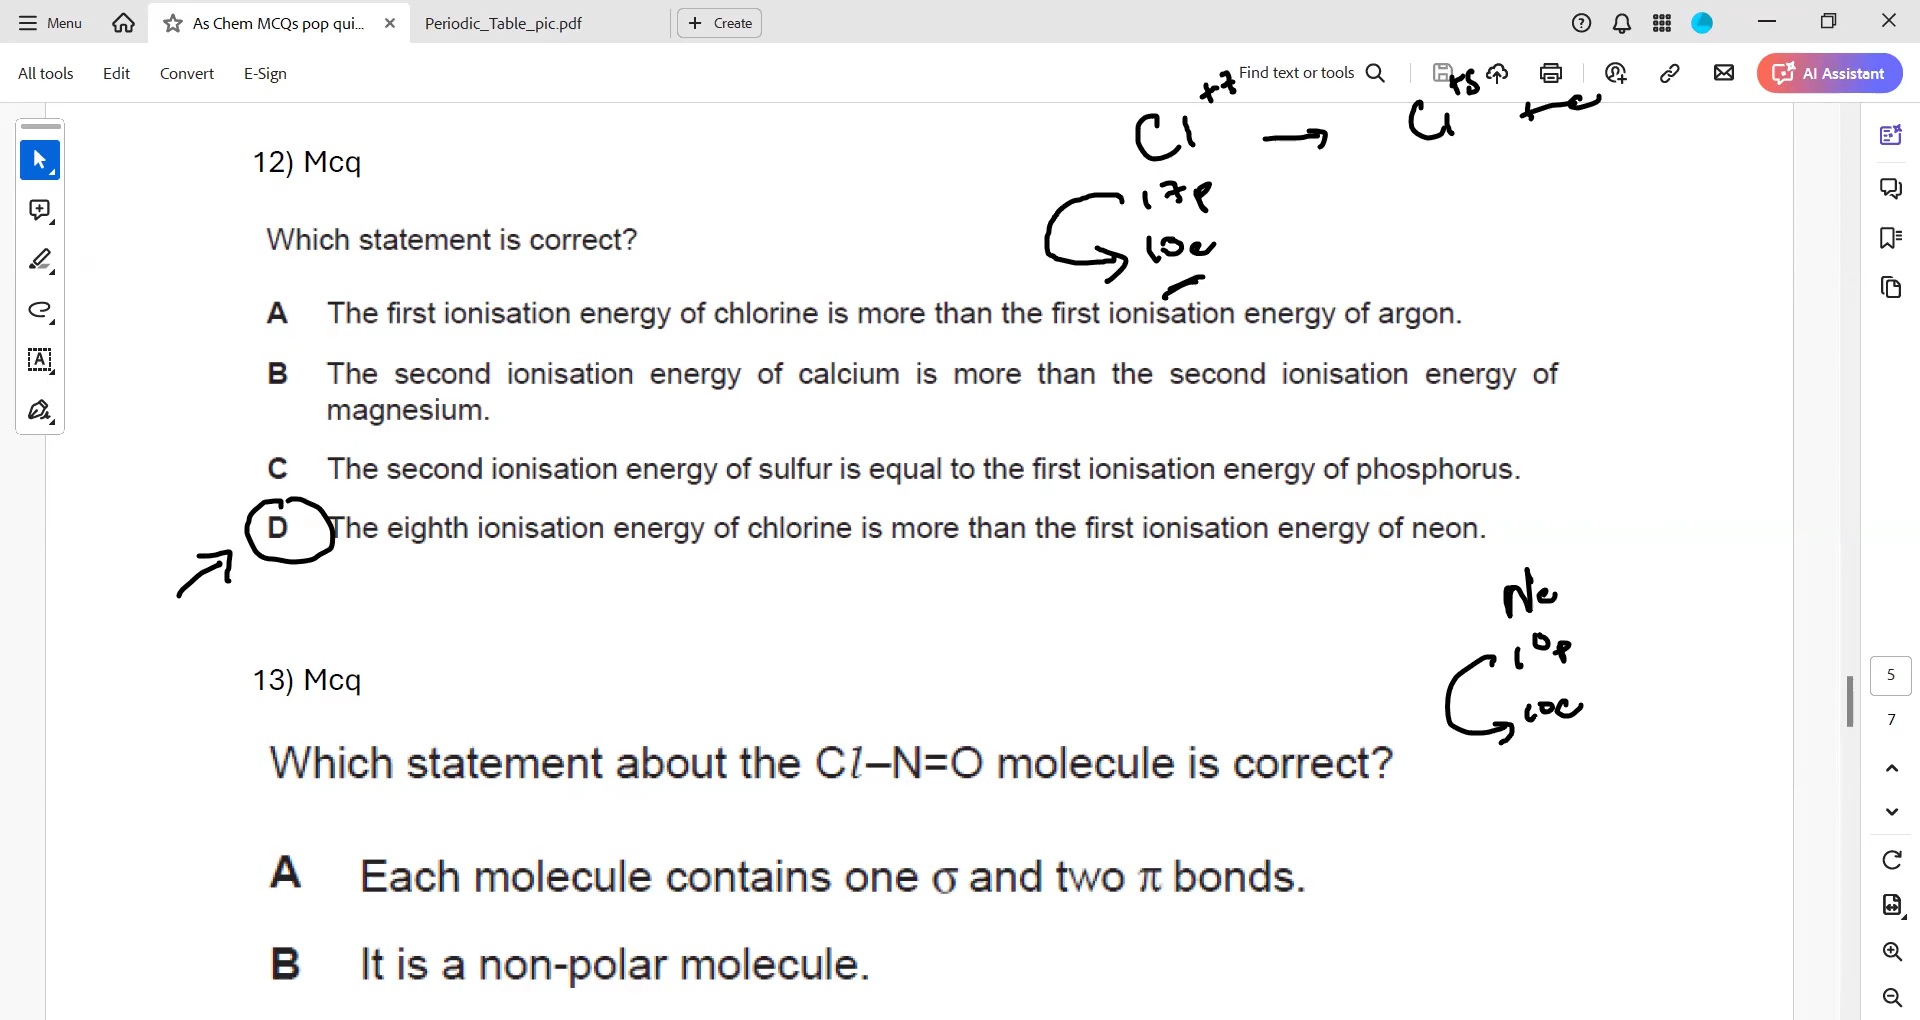 Menu
As Chem MCQs pop qui...
Periodic_Table_pic.pdf
Create
All tools
Edit
Convert
E-Sign
Find text or tools
AI Assistant
Cl +7 → Cl
17p
10e
12) Mcq
Which statement is correct?
A The first ionisation energy of chlorine is more than the first ionisation energy of argon.
B The second ionisation energy of calcium is more than the second ionisation energy of
magnesium.
C The second ionisation energy of sulfur is equal to the first ionisation energy of phosphorus.
D The eighth ionisation energy of chlorine is more than the first ionisation energy of neon.
Ne
10p
10e
13) Mcq
Which statement about the Cl–N=O molecule is correct?
A Each molecule contains one σ and two π bonds.
B It is a non-polar molecule.
5
7